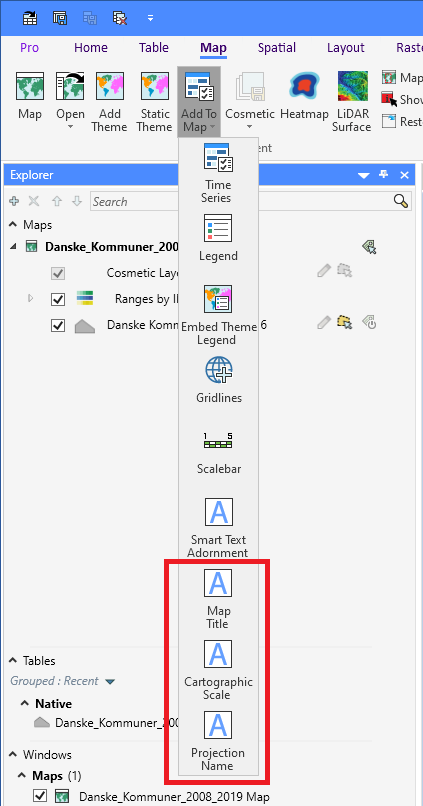 Pro Home Table Map Spatial Layout Raste
Map Open Add Theme Static Theme Add To Map Cosmetic Heatmap LiDAR Surface
Map
Show
Rest
ent
Explorer
Search
Maps
Danske_Kommuner_200
Cosmetic Laye
Ranges by I
Danske Komm 6
Time
Series
Legend
Embed Theme
Legend
Gridlines
1 5
Scalebar
A
Smart Text
Adornment
A
Map
Title
A
Cartographic
Scale
A
Projection
Name
Tables
Grouped : Recent
Native
Danske_Kommuner_200
Windows
Maps (1)
Danske_Kommuner_2008_2019 Map